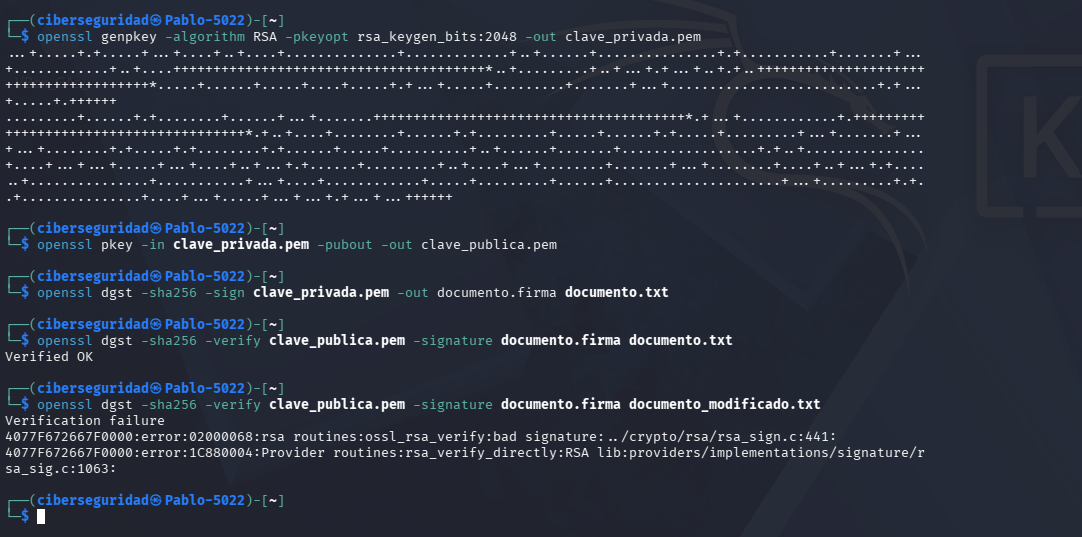 ┌──(ciberseguridad㉿Pablo-5022)-[~]
└─$ openssl genpkey -algorithm RSA -pkeyopt rsa_keygen_bits:2048 -out clave_privada.pem
┌──(ciberseguridad㉿Pablo-5022)-[~]
└─$ openssl pkey -in clave_privada.pem -pubout -out clave_publica.pem
┌──(ciberseguridad㉿Pablo-5022)-[~]
└─$ openssl dgst -sha256 -sign clave_privada.pem -out documento.firma documento.txt
┌──(ciberseguridad㉿Pablo-5022)-[~]
└─$ openssl dgst -sha256 -verify clave_publica.pem -signature documento.firma documento.txt
Verified OK
┌──(ciberseguridad㉿Pablo-5022)-[~]
└─$ openssl dgst -sha256 -verify clave_publica.pem -signature documento.firma documento_modificado.txt
Verification failure
4077F672667F0000:error:02000068:rsa routines:ossl_rsa_verify:bad signature:../crypto/rsa/rsa_sign.c:441:
4077F672667F0000:error:1C880004:Provider routines:rsa_verify_directly:RSA lib:providers/implementations/signature/r
sa_sig.c:1063:
┌──(ciberseguridad㉿Pablo-5022)-[~]
└─$
K